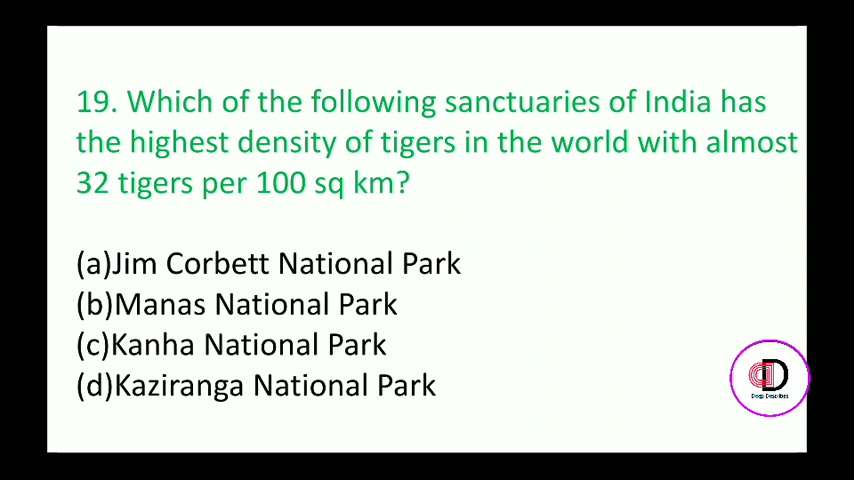 19. Which of the following sanctuaries of India has
the highest density of tigers in the world with almost
32 tigers per 100 sq km?
(a)Jim Corbett National Park
(b)Manas National Park
(c)Kanha National Park
(d)Kaziranga National Park
Deep Describes